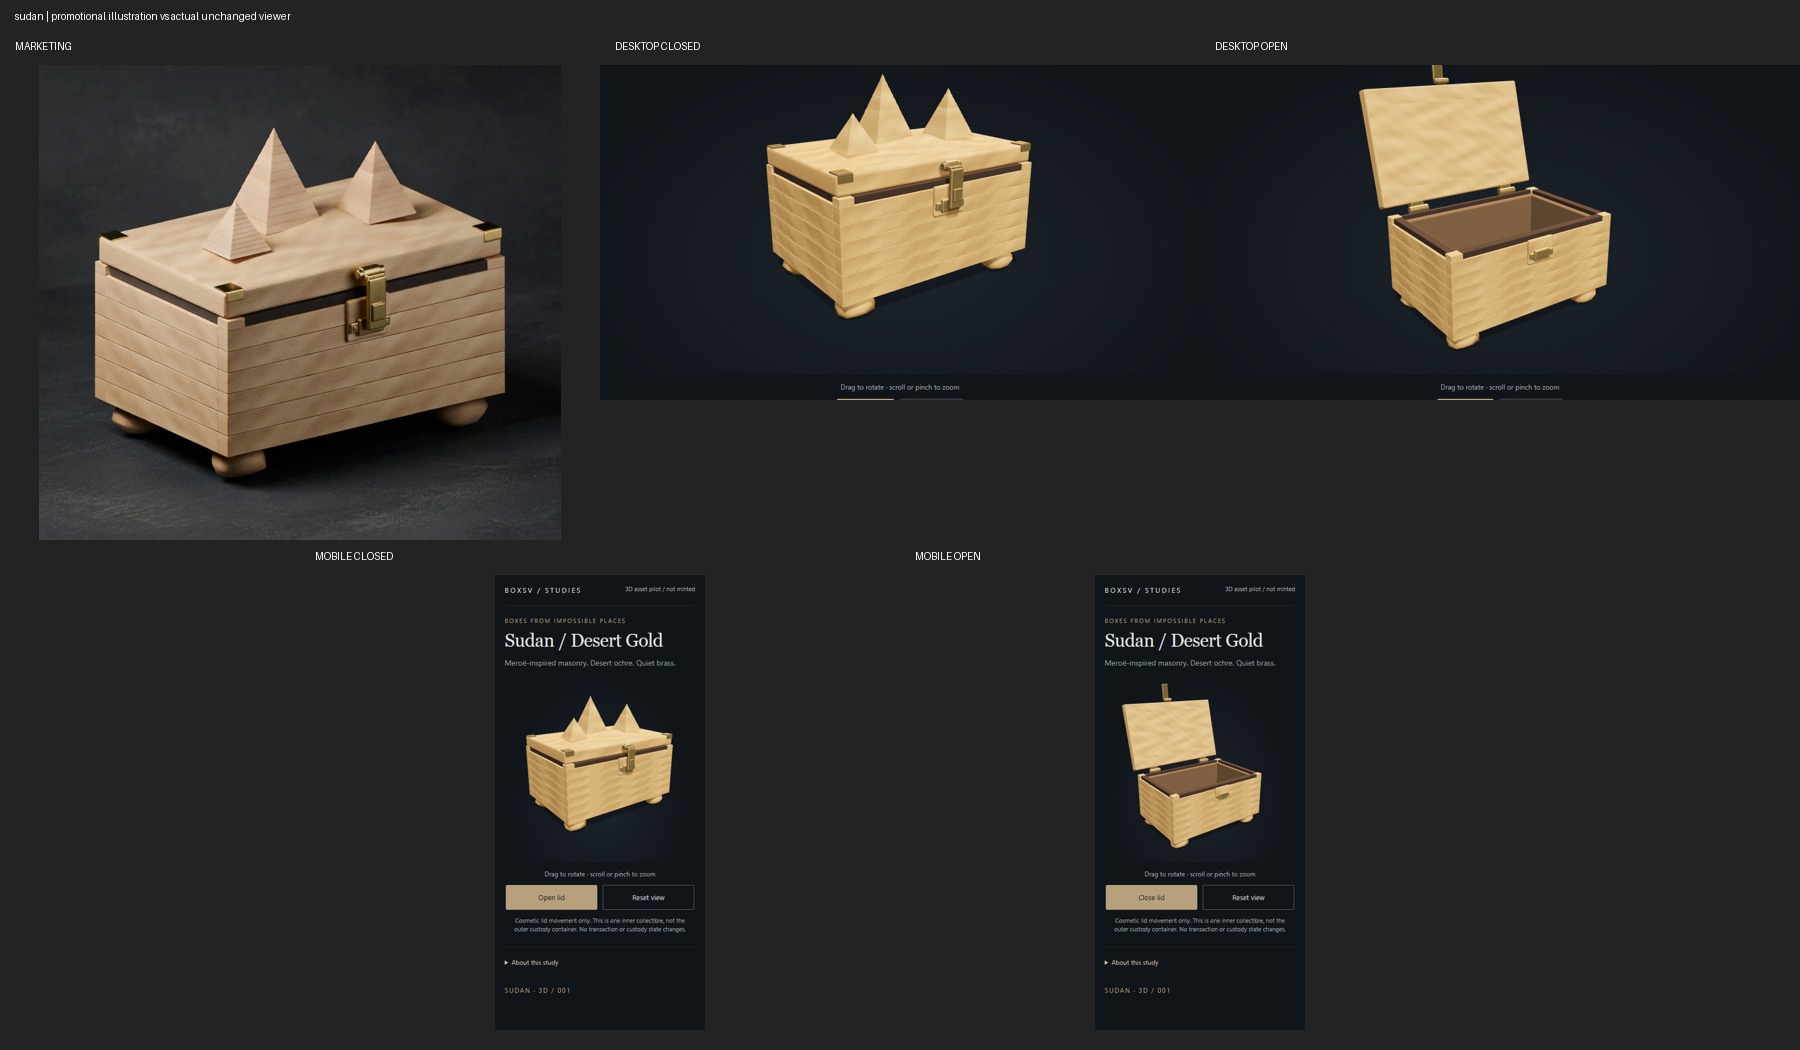 sudan | promotional illustration vs actual unchanged viewer
MARKETING
DESKTOP CLOSED
DESKTOP OPEN
Drag to rotate · scroll or pinch to zoom
Drag to rotate · scroll or pinch to zoom
MOBILE CLOSED
MOBILE OPEN
BOXSV / STUDIES
3D asset pilot / not minted
BOXES FROM IMPOSSIBLE PLACES
Sudan / Desert Gold
Meroë-inspired masonry. Desert ochre. Quiet brass.
Drag to rotate · scroll or pinch to zoom
Open lid
Reset view
Cosmetic lid movement only. This is one inner collectible, not the
outer custody container. No transaction or custody state changes.
▸ About this study
SUDAN · 3D / 001
BOXSV / STUDIES
3D asset pilot / not minted
BOXES FROM IMPOSSIBLE PLACES
Sudan / Desert Gold
Meroë-inspired masonry. Desert ochre. Quiet brass.
Drag to rotate · scroll or pinch to zoom
Close lid
Reset view
Cosmetic lid movement only. This is one inner collectible, not the
outer custody container. No transaction or custody state changes.
▸ About this study
SUDAN · 3D / 001